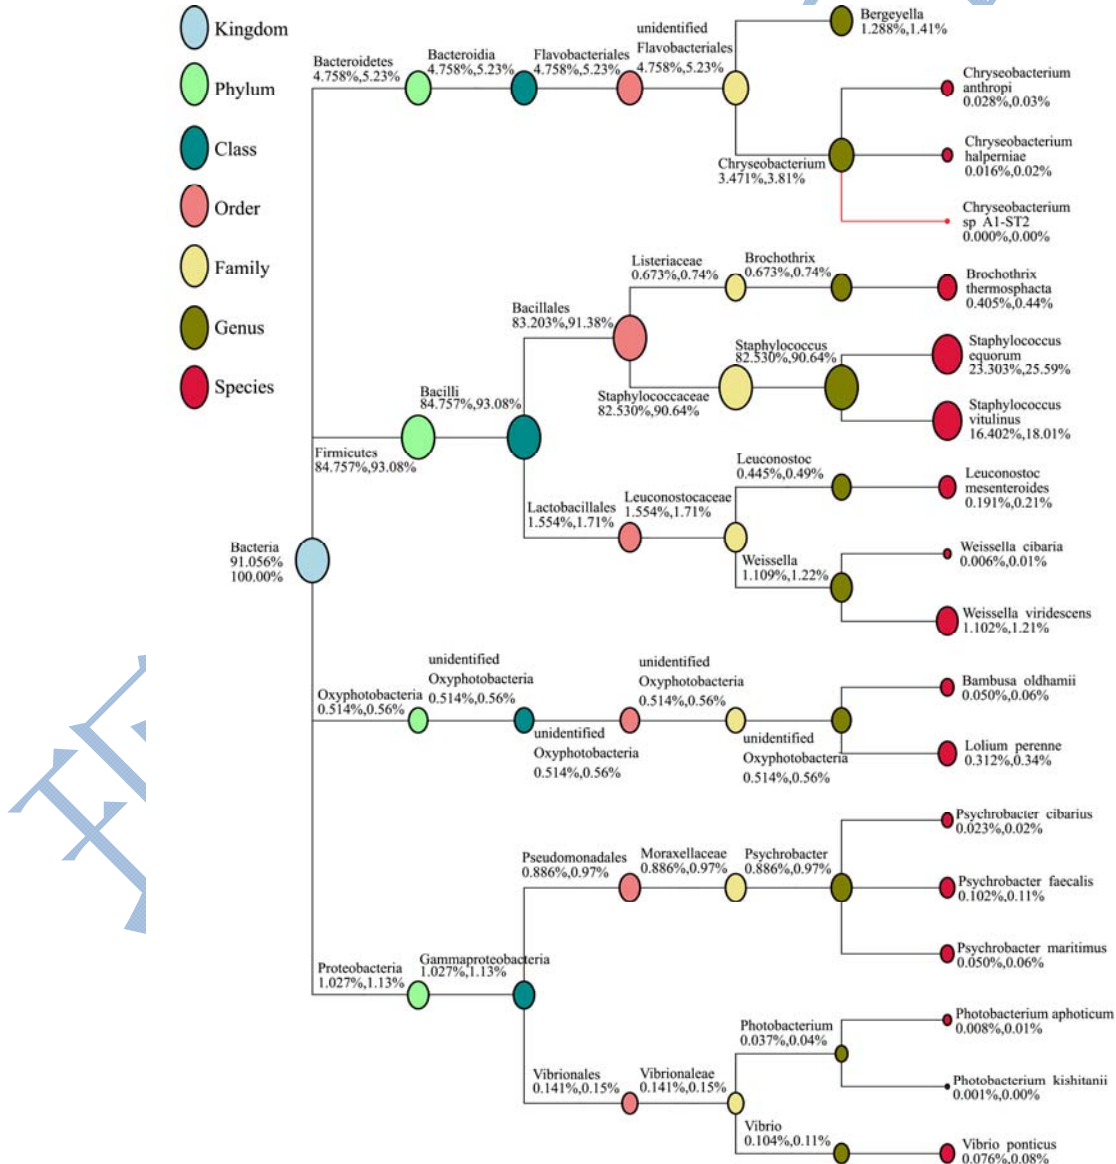 Kingdom
Phylum
Class
Order
Family
Genus
Species
Bacteria
91.056%
100.00%
Bacteroidetes
4.758%,5.23%
Bacteroidia
4.758%,5.23%
Flavobacteriales
4.758%,5.23%
unidentified
Flavobacteriales
4.758%,5.23%
Bergeyella
1.288%,1.41%
Chryseobacterium
3.471%,3.81%
Chryseobacterium
anthropi
0.028%,0.03%
Chryseobacterium
halperniae
0.016%,0.02%
Chryseobacterium
sp A1-ST2
0.000%,0.00%
Firmicutes
84.757%,93.08%
Bacilli
84.757%,93.08%
Bacillales
83.203%,91.38%
Listeriaceae
0.673%,0.74%
Brochothrix
0.673%,0.74%
Brochothrix
thermosphacta
0.405%,0.44%
Staphylococcaceae
82.530%,90.64%
Staphylococcus
82.530%,90.64%
Staphylococcus
equorum
23.303%,25.59%
Staphylococcus
vitulinus
16.402%,18.01%
Lactobacillales
1.554%,1.71%
Leuconostocaceae
1.554%,1.71%
Leuconostoc
0.445%,0.49%
Leuconostoc
mesenteroides
0.191%,0.21%
Weissella
1.109%,1.22%
Weissella cibaria
0.006%,0.01%
Weissella viridescens
1.102%,1.21%
Oxyphotobacteria
0.514%,0.56%
unidentified
Oxyphotobacteria
0.514%,0.56%
unidentified
Oxyphotobacteria
0.514%,0.56%
unidentified
Oxyphotobacteria
0.514%,0.56%
unidentified
Oxyphotobacteria
0.514%,0.56%
Bambusa oldhamii
0.050%,0.06%
Lolium perenne
0.312%,0.34%
Proteobacteria
1.027%,1.13%
Gammaproteobacteria
1.027%,1.13%
Pseudomonadales
0.886%,0.97%
Moraxellaceae
0.886%,0.97%
Psychrobacter
0.886%,0.97%
Psychrobacter cibarius
0.023%,0.02%
Psychrobacter faecalis
0.102%,0.11%
Psychrobacter maritimus
0.050%,0.06%
Vibrionales
0.141%,0.15%
Vibrionaleae
0.141%,0.15%
Photobacterium
0.037%,0.04%
Photobacterium aphoticum
0.008%,0.01%
Photobacterium kishitanii
0.001%,0.00%
Vibrio
0.104%,0.11%
Vibrio ponticus
0.076%,0.08%